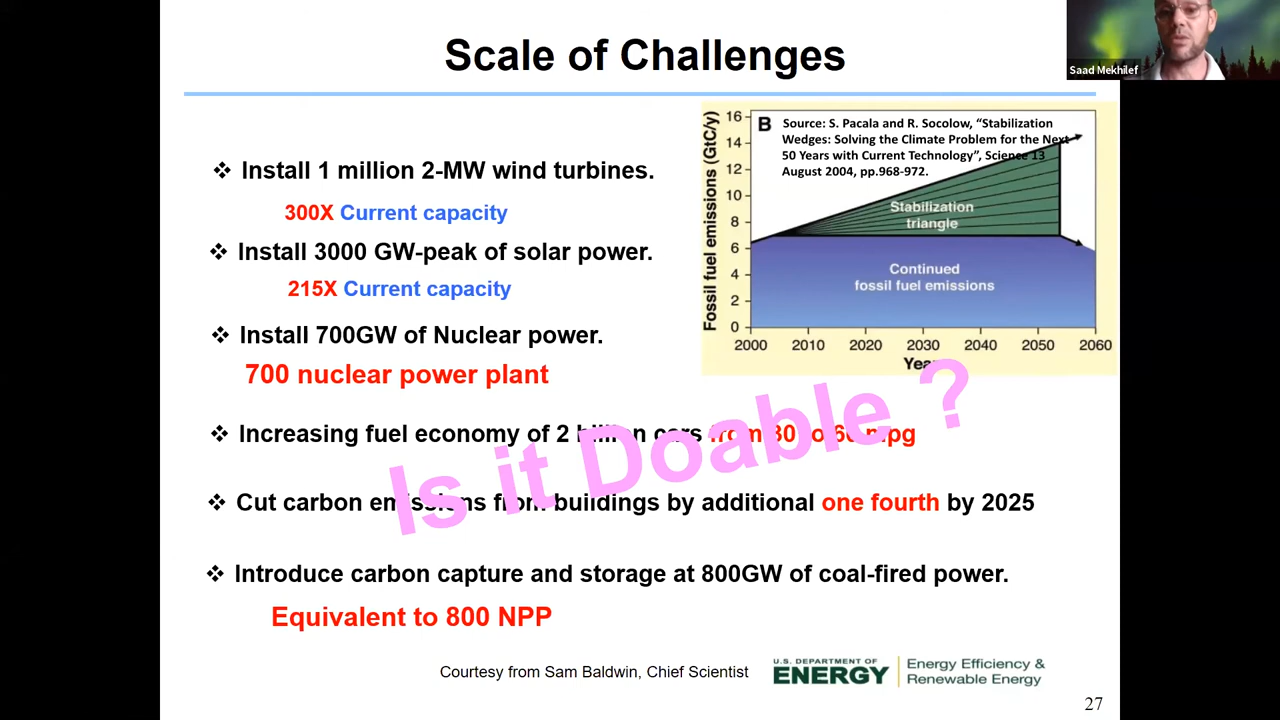 Scale of Challenges
Saad Mekhilef
❖ Install 1 million 2-MW wind turbines.
300X Current capacity
❖ Install 3000 GW-peak of solar power.
215X Current capacity
❖ Install 700GW of Nuclear power.
700 nuclear power plant
❖ Increasing fuel economy of 2 billion cars from 30 to 60 mpg
❖ Cut carbon emissions from buildings by additional one fourth by 2025
❖ Introduce carbon capture and storage at 800GW of coal-fired power.
Equivalent to 800 NPP
Is it Doable ?
B
Source: S. Pacala and R. Socolow, “Stabilization
Wedges: Solving the Climate Problem for the Next
50 Years with Current Technology”, Science 13
August 2004, pp.968-972.
Fossil fuel emissions (GtC/y)
16
14
12
10
8
6
4
2
0
Stabilization
triangle
Continued
fossil fuel emissions
2000 2010 2020 2030 2040 2050 2060
Year
Courtesy from Sam Baldwin, Chief Scientist
U.S. DEPARTMENT OF
ENERGY
Energy Efficiency &
Renewable Energy
27